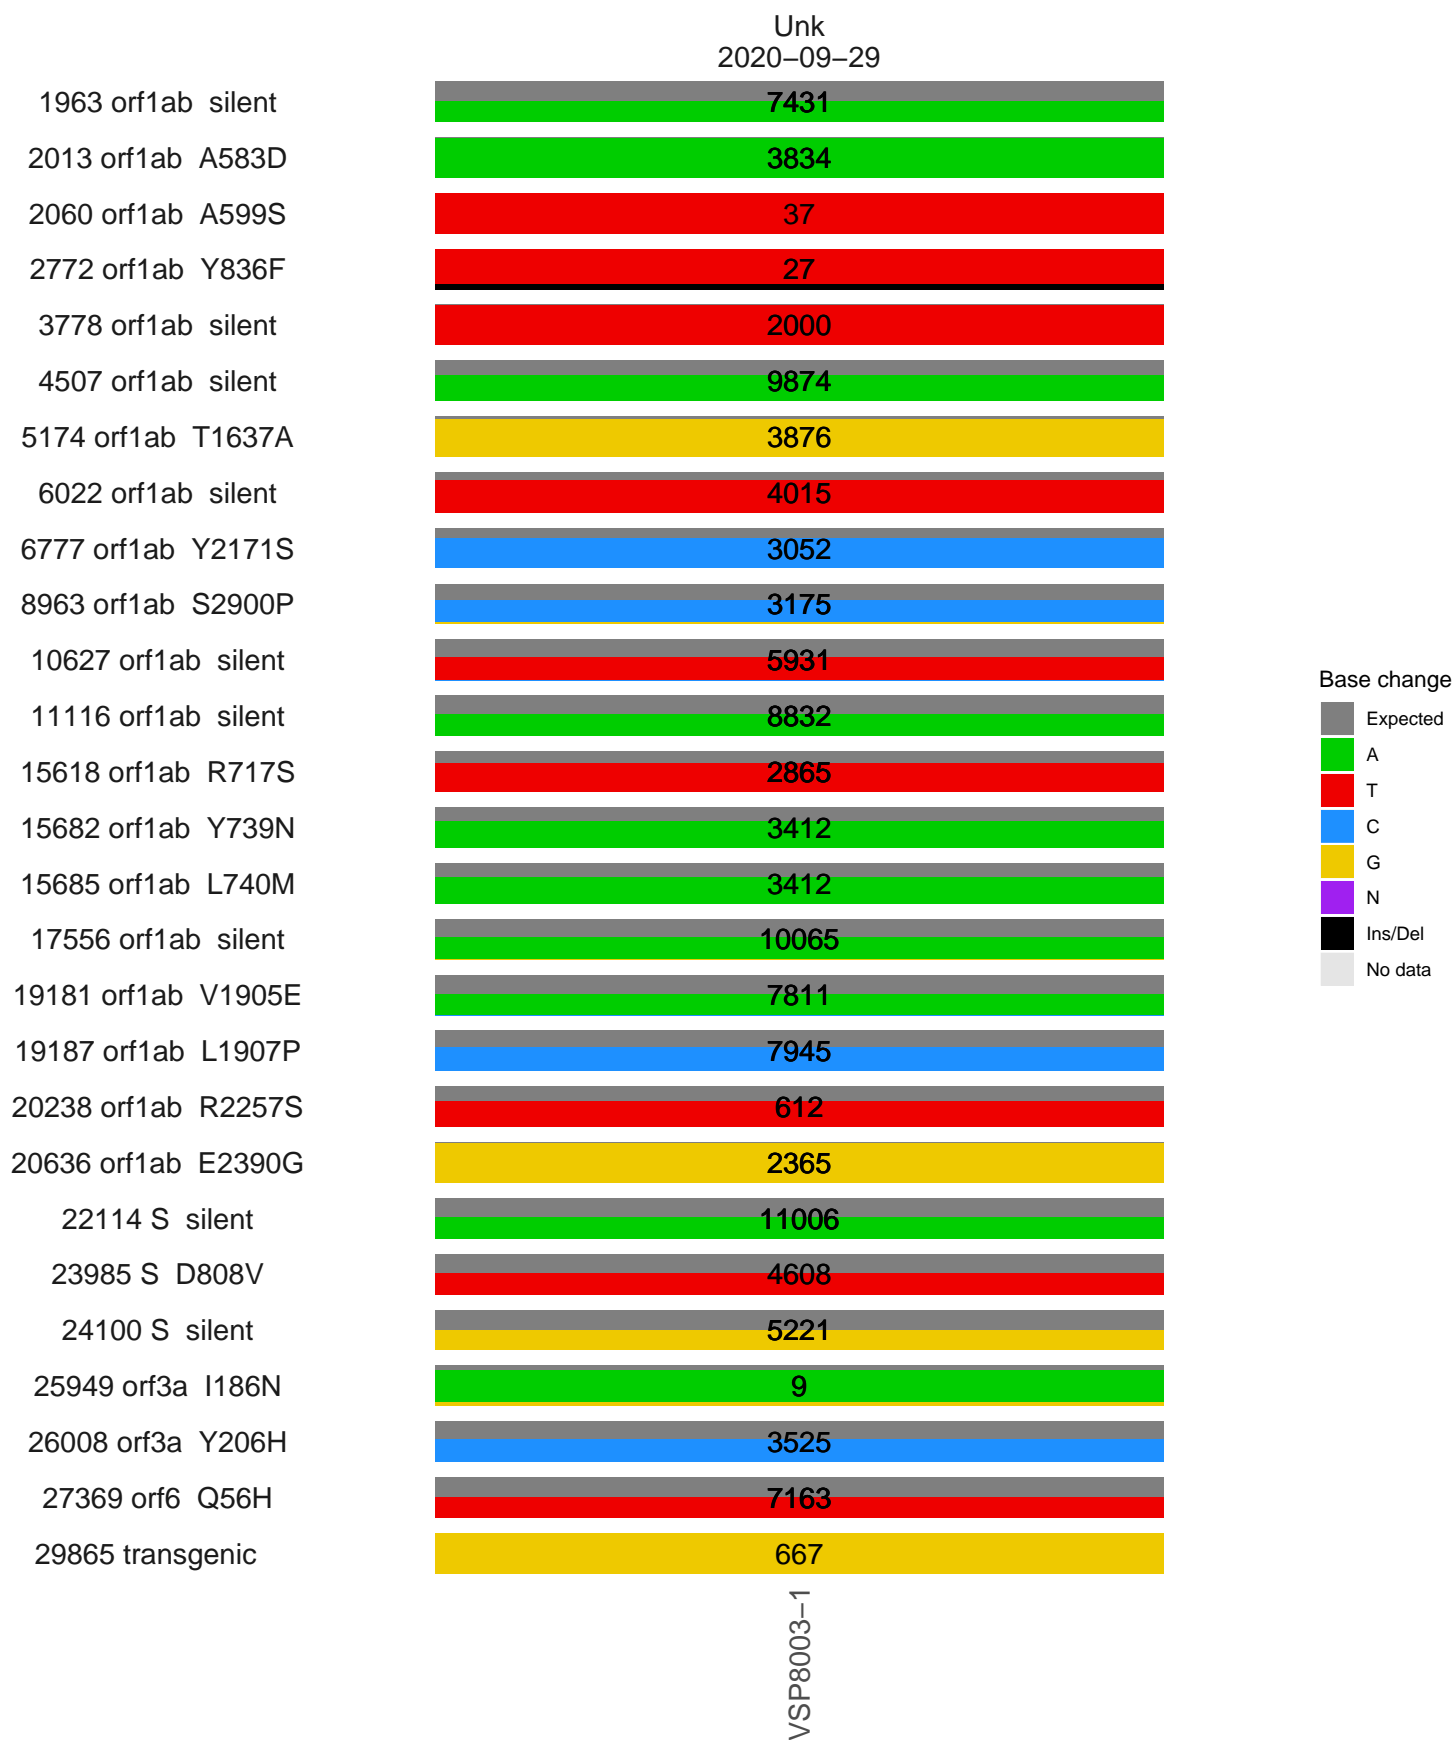 Unk
2020−09−29
1963 orf1ab silent 7431
2013 orf1ab A583D 3834
2060 orf1ab A599S 37
2772 orf1ab Y836F 27
3778 orf1ab silent 2000
4507 orf1ab silent 9874
5174 orf1ab T1637A 3876
6022 orf1ab silent 4015
6777 orf1ab Y2171S 3052
8963 orf1ab S2900P 3175
10627 orf1ab silent 5931
11116 orf1ab silent 8832
15618 orf1ab R717S 2865
15682 orf1ab Y739N 3412
15685 orf1ab L740M 3412
17556 orf1ab silent 10065
19181 orf1ab V1905E 7811
19187 orf1ab L1907P 7945
20238 orf1ab R2257S 612
20636 orf1ab E2390G 2365
22114 S silent 11006
23985 S D808V 4608
24100 S silent 5221
25949 orf3a I186N 9
26008 orf3a Y206H 3525
27369 orf6 Q56H 7163
29865 transgenic 667
VSP8003−1
Base change
Expected
A
T
C
G
N
Ins/Del
No data